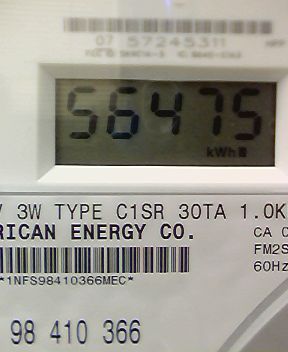 07 57245311
56475
kWh
3W TYPE C1SR 30TA 1.0K
RICAN ENERGY CO.
CA
FM2S
60Hz
*1NFS98410366MEC*
98 410 366